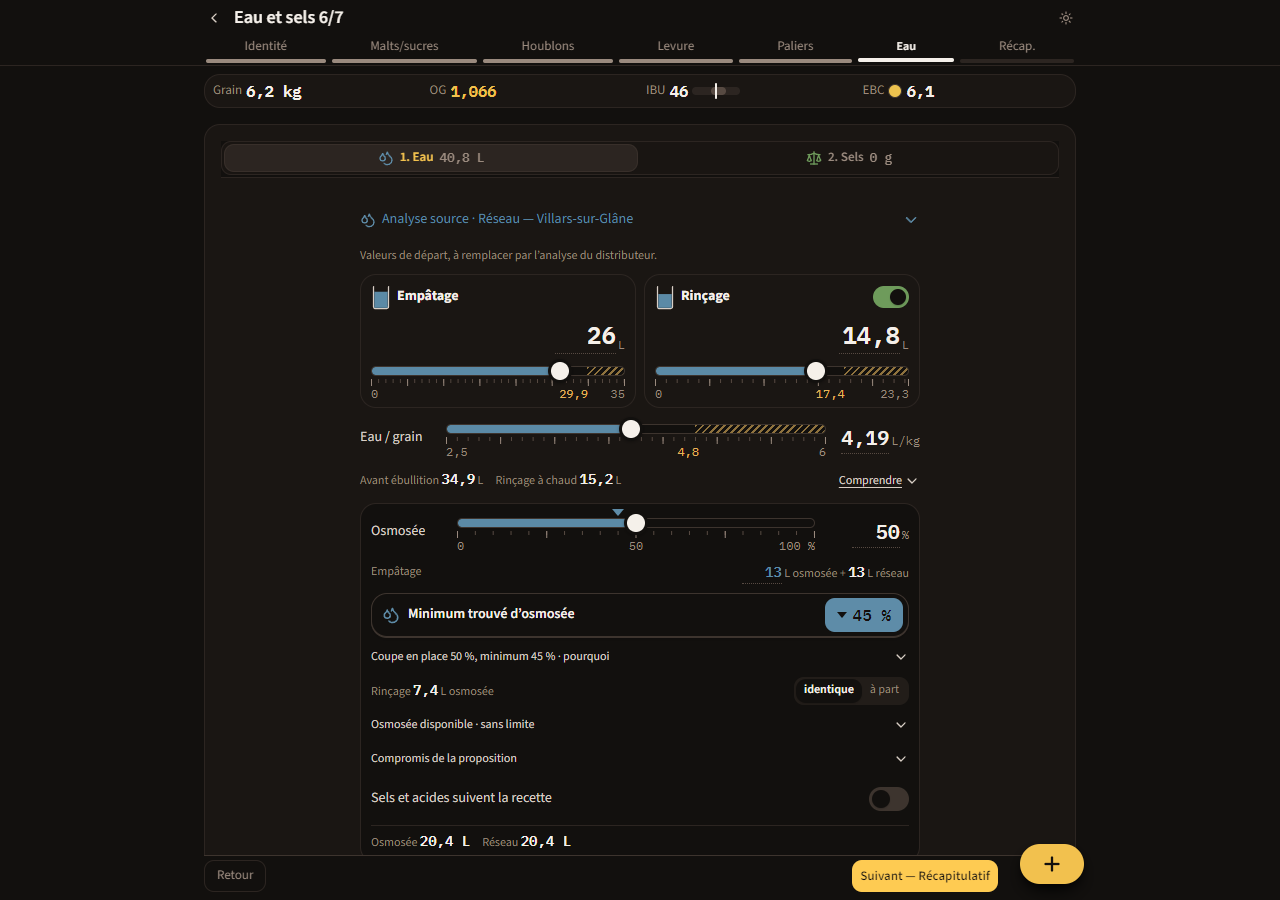 Eau et sels 6/7
Identité Malts/sucres Houblons Levure Paliers Eau Récap.
Grain 6,2 kg OG 1,066 IBU 46 EBC 6,1
1. Eau 40,8 L 2. Sels 0 g
Analyse source · Réseau — Villars-sur-Glâne
Valeurs de départ, à remplacer par l'analyse du distributeur.
Empâtage Rinçage
26 L 14,8 L
0 29,9 35 0 17,4 23,3
Eau / grain 4,19 L/kg
2,5 4,8 6
Avant ébullition 34,9 L Rinçage à chaud 15,2 L Comprendre
Osmosée 50 %
0 50 100 %
Empâtage 13 L osmosée + 13 L réseau
Minimum trouvé d'osmosée 45 %
Coupe en place 50 %, minimum 45 % · pourquoi
Rinçage 7,4 L osmosée identique à part
Osmosée disponible · sans limite
Compromis de la proposition
Sels et acides suivent la recette
Osmosée 20,4 L Réseau 20,4 L
Retour Suivant — Récapitulatif +